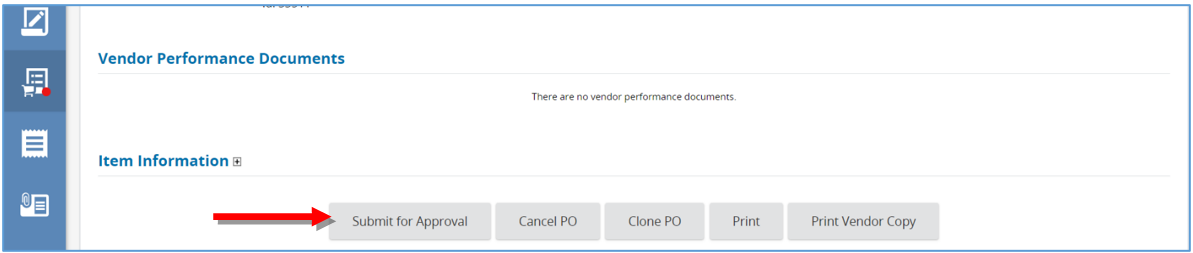 Vendor Performance Documents
There are no vendor performance documents.
Item Information
Submit for Approval Cancel PO Clone PO Print Print Vendor Copy